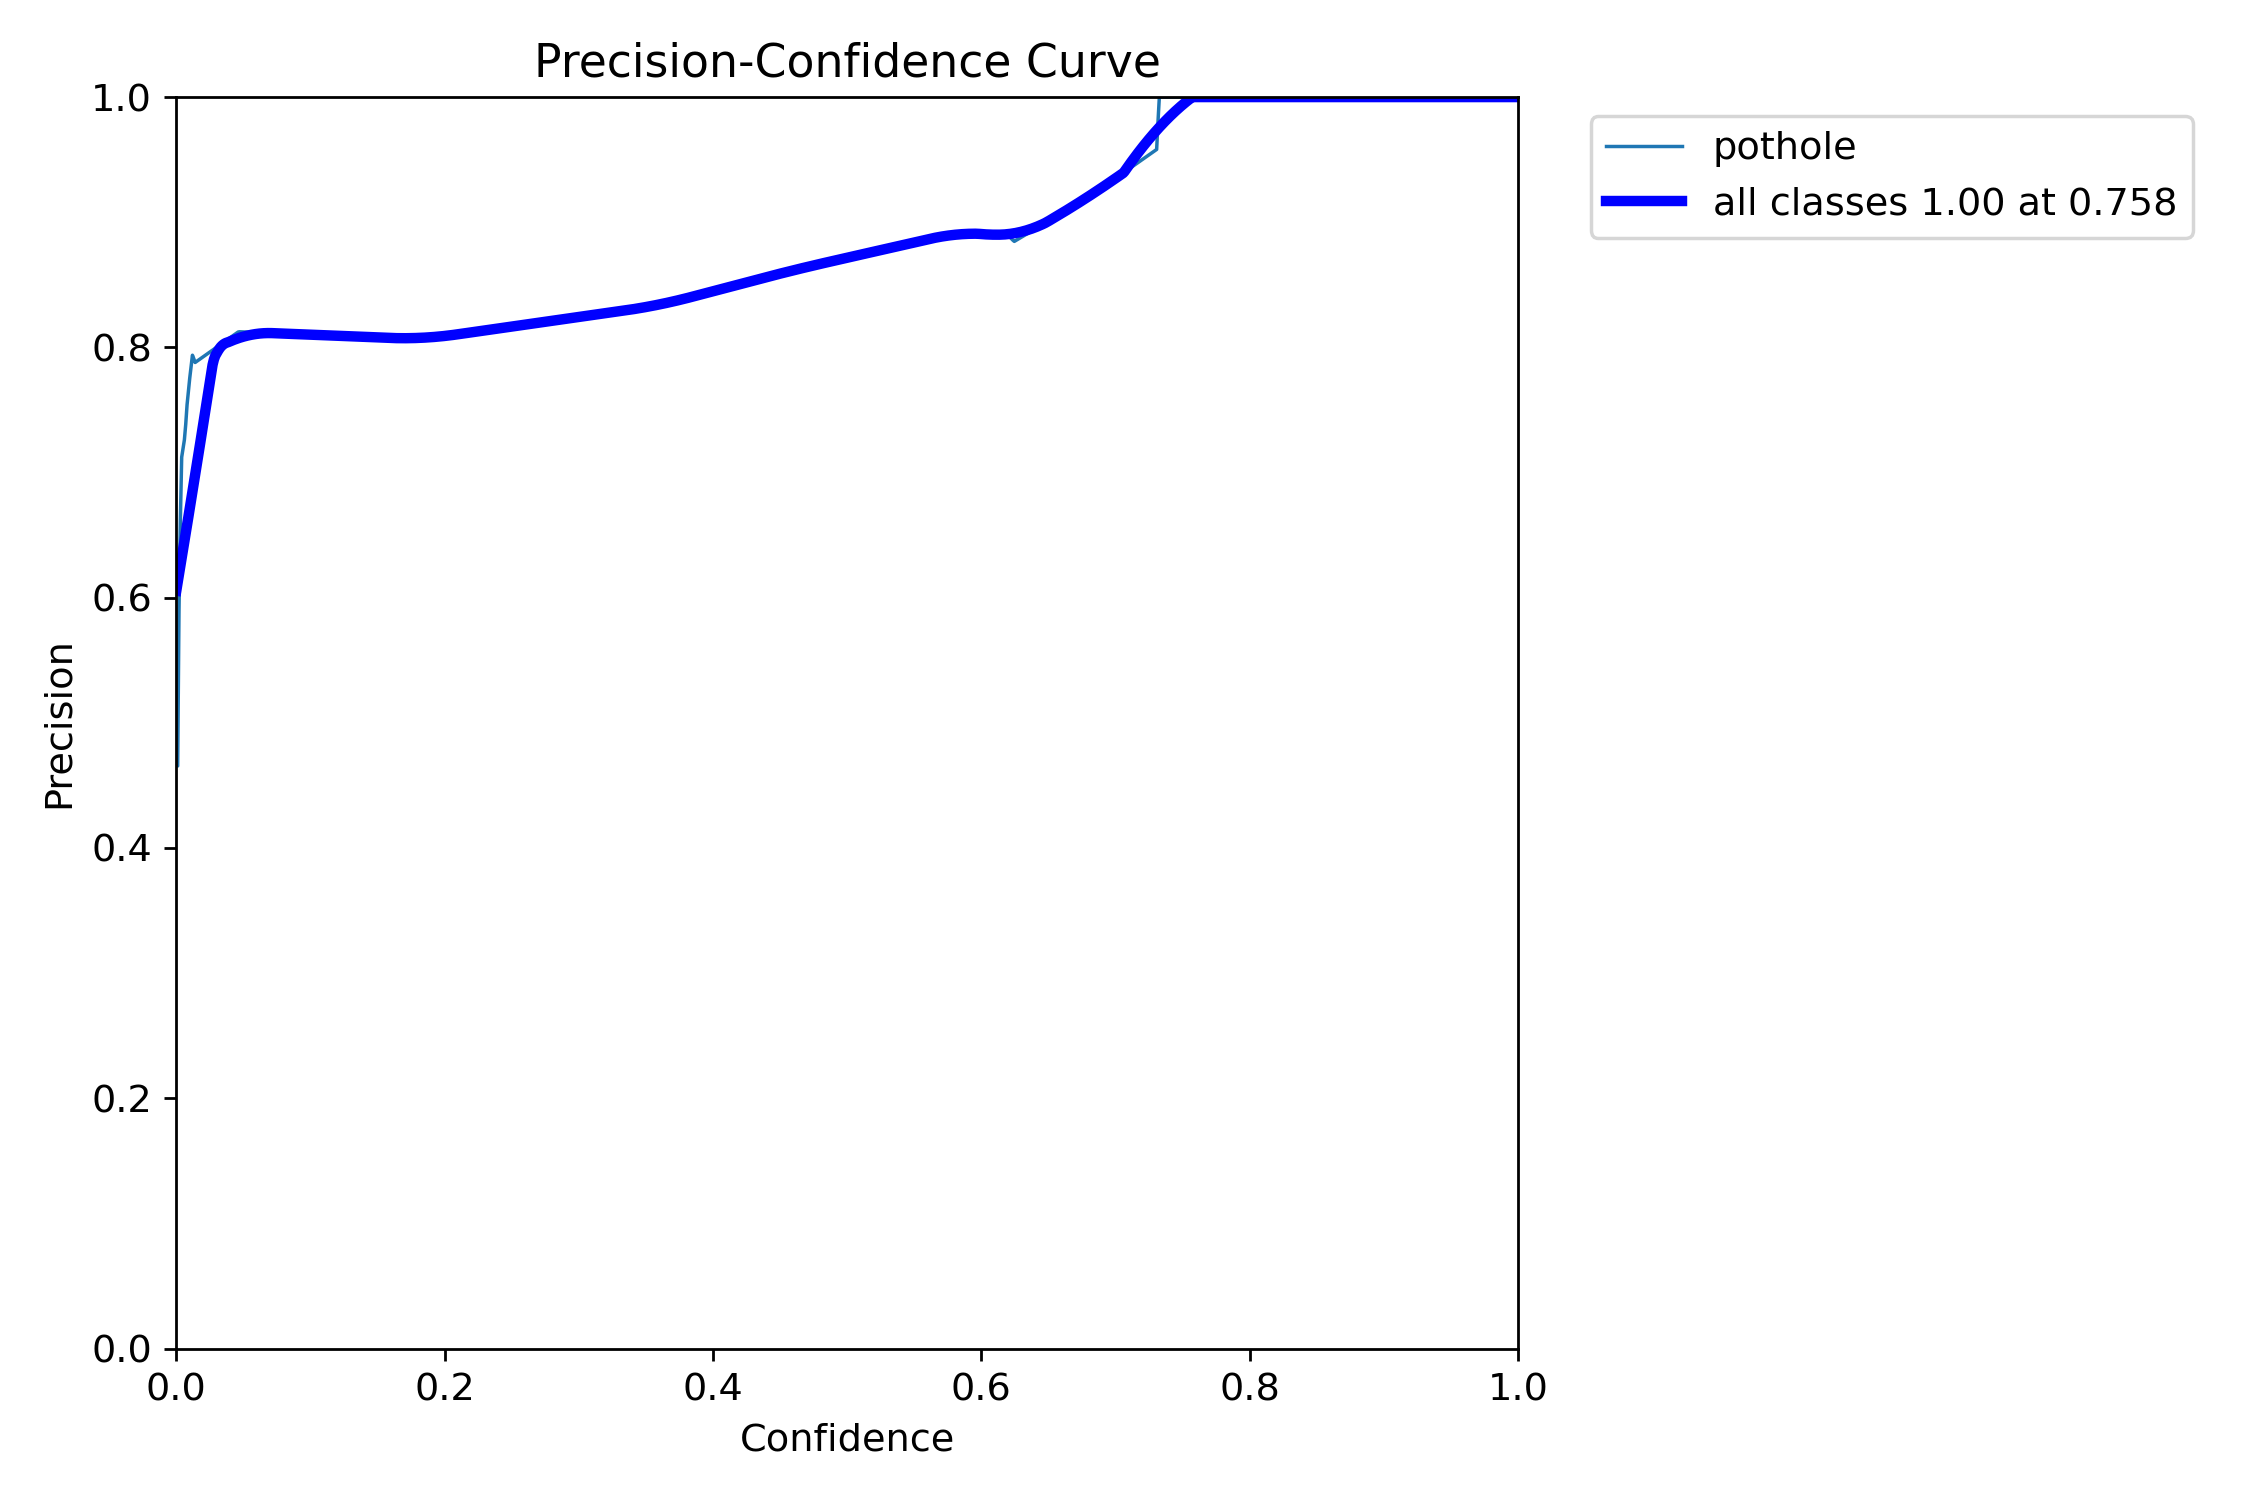 Precision-Confidence Curve
1.0
0.8
0.6
0.4
0.2
0.0
Precision
0.0 0.2 0.4 0.6 0.8 1.0
Confidence
pothole
all classes 1.00 at 0.758